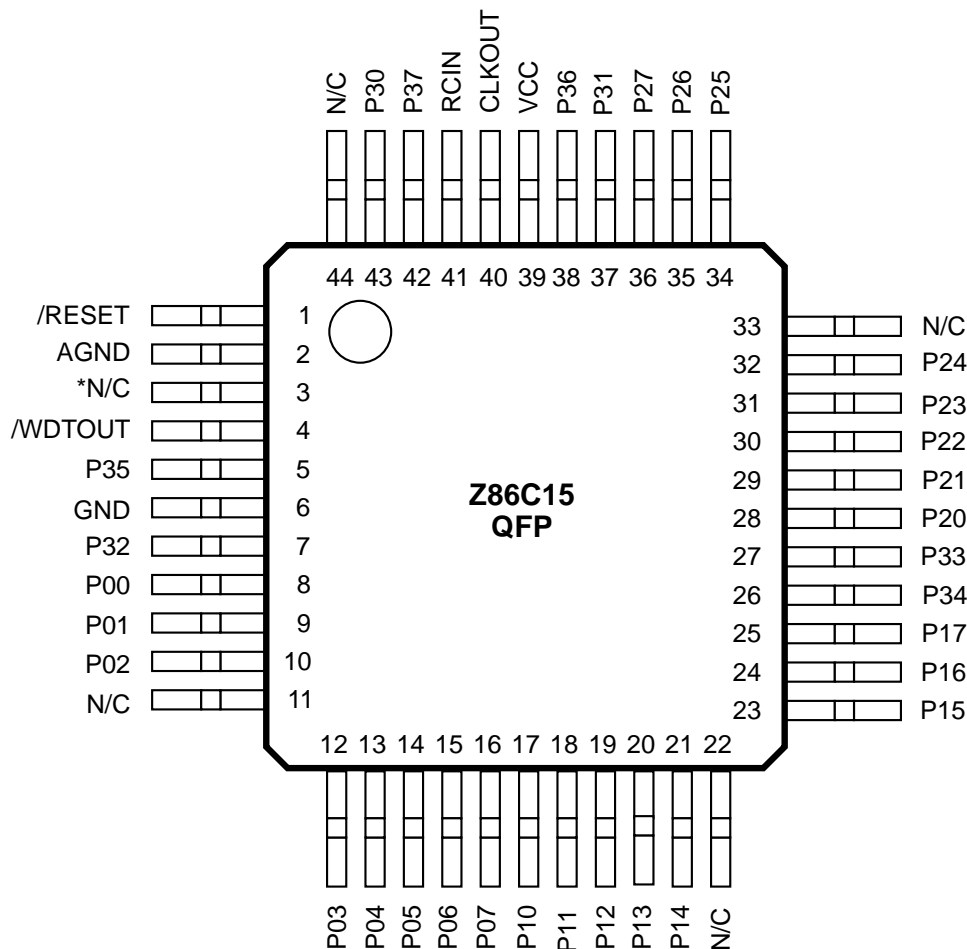 N/C P30 P37 RCIN CLKOUT VCC P36 P31 P27 P26 P25
44 43 42 41 40 39 38 37 36 35 34
/RESET 1
AGND 2
*N/C 3
/WDTOUT 4
P35 5
GND 6
P32 7
P00 8
P01 9
P02 10
N/C 11
Z86C15
QFP
33 N/C
32 P24
31 P23
30 P22
29 P21
28 P20
27 P33
26 P34
25 P17
24 P16
23 P15
12 13 14 15 16 17 18 19 20 21 22
P03 P04 P05 P06 P07 P10 P11 P12 P13 P14 N/C